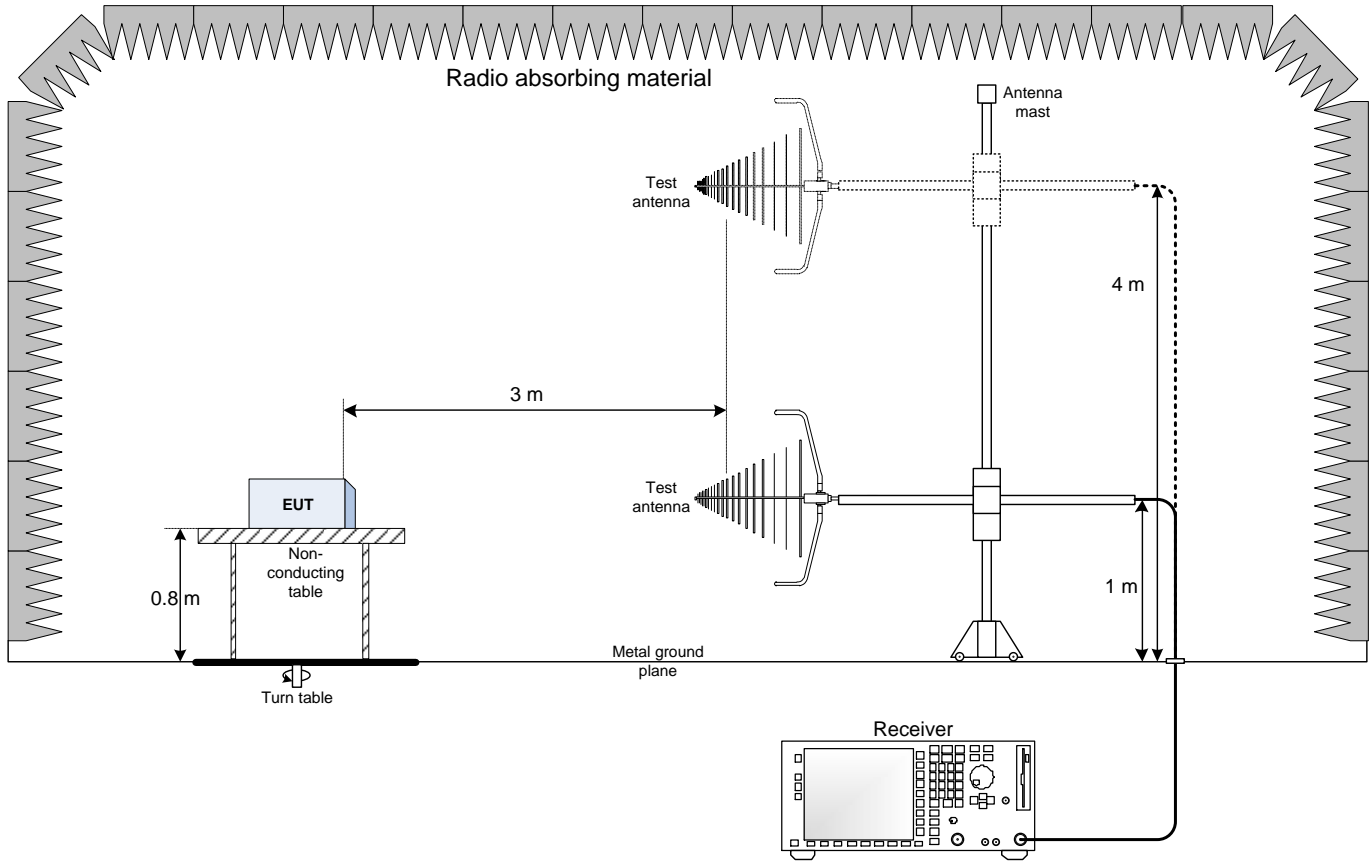 Radio absorbing material
Antenna
mast
Test
antenna
4 m
3 m
Test
antenna
EUT
Non-
conducting
table
0.8 m
1 m
Metal ground
plane
Turn table
Receiver